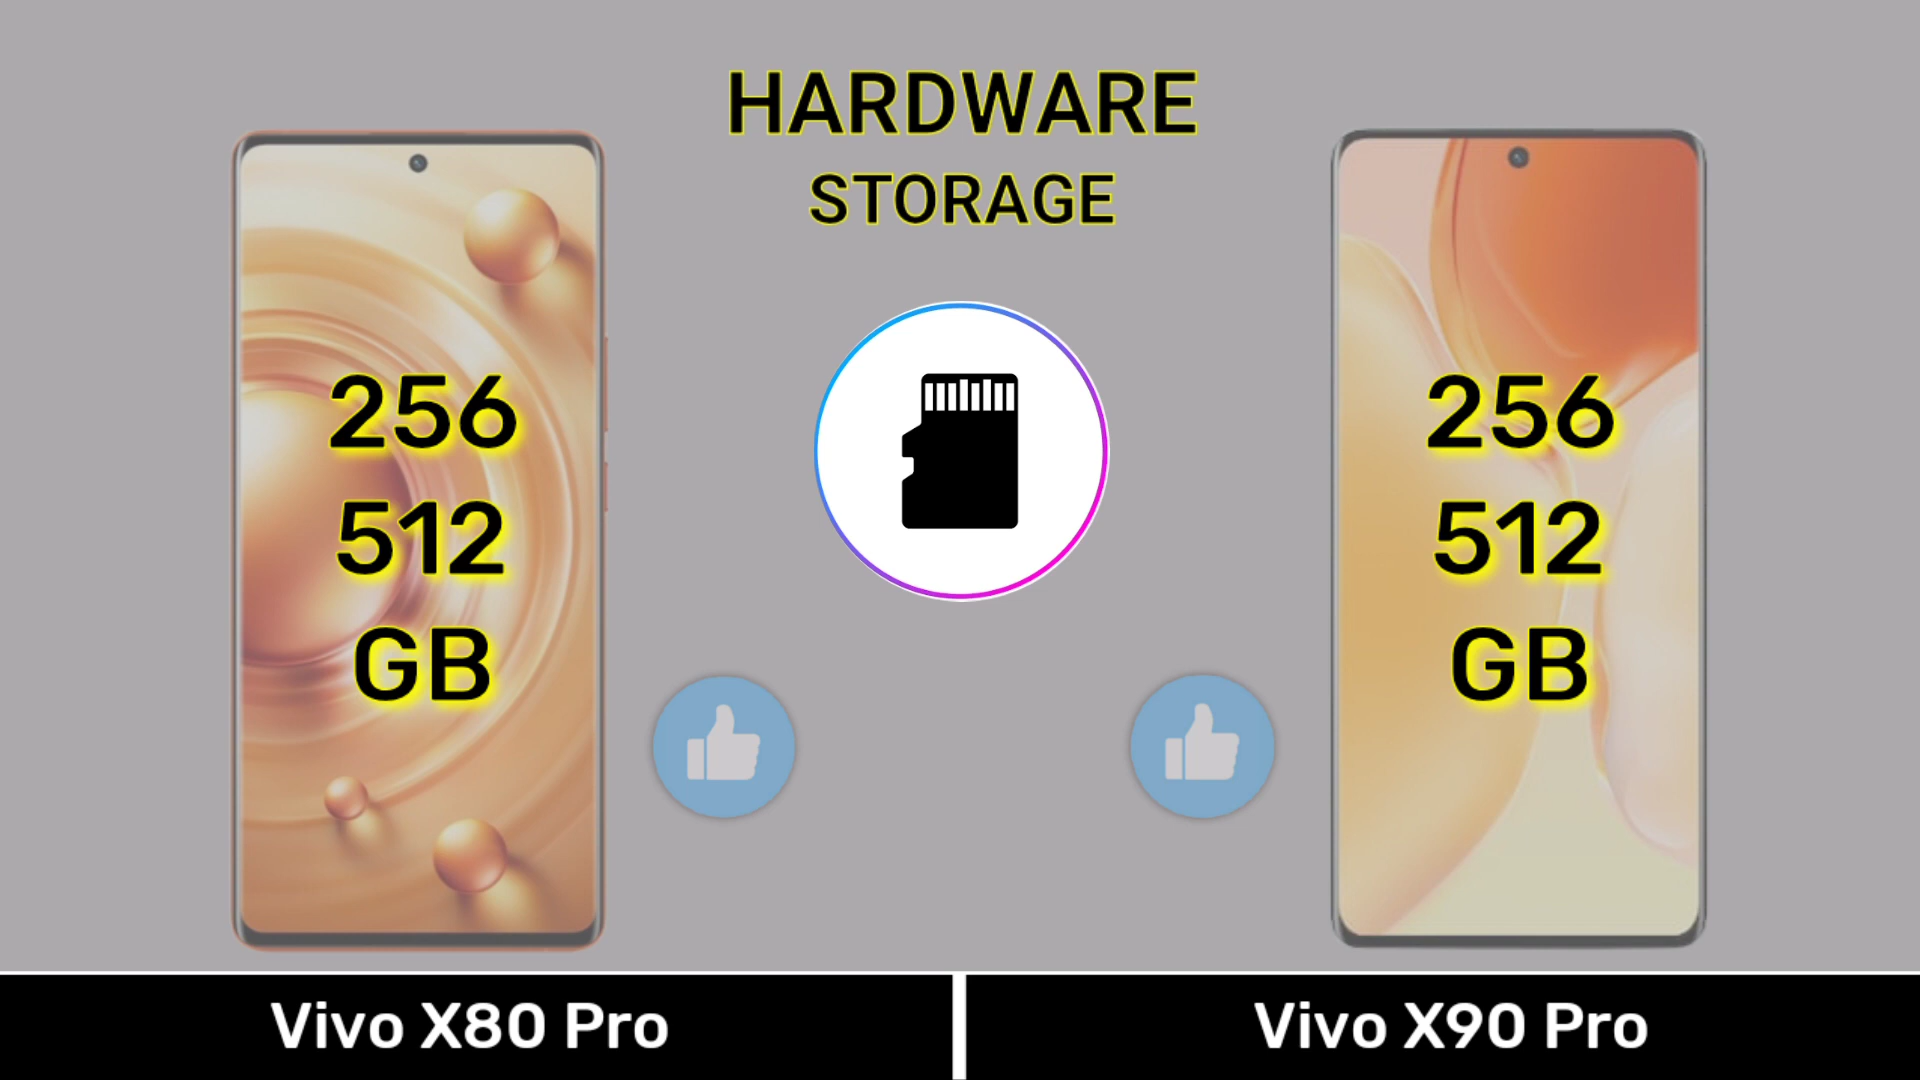 HARDWARE
STORAGE
256
512
GB
256
512
GB
Vivo X80 Pro
Vivo X90 Pro